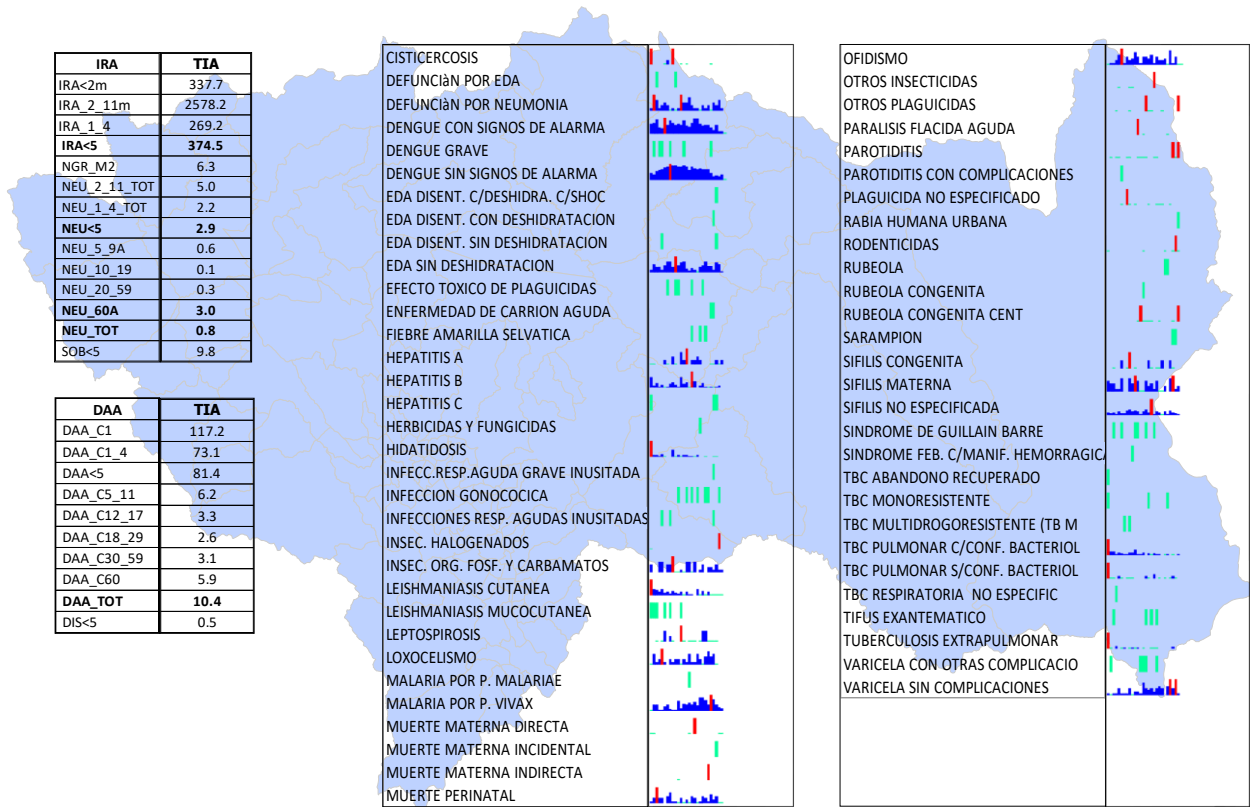 IRA TIA
IRA<2m 337.7
IRA_2_11m 2578.2
IRA_1_4 269.2
IRA<5 374.5
NGR_M2 6.3
NEU_2_11_TOT 5.0
NEU_1_4_TOT 2.2
NEU<5 2.9
NEU_5_9A 0.6
NEU_10_19 0.1
NEU_20_59 0.3
NEU_60A 3.0
NEU_TOT 0.8
SOB<5 9.8
DAA TIA
DAA_C1 117.2
DAA_C1_4 73.1
DAA<5 81.4
DAA_C5_11 6.2
DAA_C12_17 3.3
DAA_C18_29 2.6
DAA_C30_59 3.1
DAA_C60 5.9
DAA_TOT 10.4
DIS<5 0.5
CISTICERCOSIS
DEFUNCIàN POR EDA
DEFUNCIàN POR NEUMONIA
DENGUE CON SIGNOS DE ALARMA
DENGUE GRAVE
DENGUE SIN SIGNOS DE ALARMA
EDA DISENT. C/DESHIDRA. C/SHOC
EDA DISENT. CON DESHIDRATACION
EDA DISENT. SIN DESHIDRATACION
EDA SIN DESHIDRATACION
EFECTO TOXICO DE PLAGUICIDAS
ENFERMEDAD DE CARRION AGUDA
FIEBRE AMARILLA SELVATICA
HEPATITIS A
HEPATITIS B
HEPATITIS C
HERBICIDAS Y FUNGICIDAS
HIDATIDOSIS
INFECC.RESP.AGUDA GRAVE INUSITADA
INFECCION GONOCOCICA
INFECCIONES RESP. AGUDAS INUSITADAS
INSEC. HALOGENADOS
INSEC. ORG. FOSF. Y CARBAMATOS
LEISHMANIASIS CUTANEA
LEISHMANIASIS MUCOCUTANEA
LEPTOSPIROSIS
LOXOCELISMO
MALARIA POR P. MALARIAE
MALARIA POR P. VIVAX
MUERTE MATERNA DIRECTA
MUERTE MATERNA INCIDENTAL
MUERTE MATERNA INDIRECTA
MUERTE PERINATAL
OFIDISMO
OTROS INSECTICIDAS
OTROS PLAGUICIDAS
PARALISIS FLACIDA AGUDA
PAROTIDITIS
PAROTIDITIS CON COMPLICACIONES
PLAGUICIDA NO ESPECIFICADO
RABIA HUMANA URBANA
RODENTICIDAS
RUBEOLA
RUBEOLA CONGENITA
RUBEOLA CONGENITA CENT
SARAMPION
SIFILIS CONGENITA
SIFILIS MATERNA
SIFILIS NO ESPECIFICADA
SINDROME DE GUILLAIN BARRE
SINDROME FEB. C/MANIF. HEMORRAGICA
TBC ABANDONO RECUPERADO
TBC MONORESISTENTE
TBC MULTIDROGORESISTENTE (TB M
TBC PULMONAR C/CONF. BACTERIOL
TBC PULMONAR S/CONF. BACTERIOL
TBC RESPIRATORIA NO ESPECIFIC
TIFUS EXANTEMATICO
TUBERCULOSIS EXTRAPULMONAR
VARICELA CON OTRAS COMPLICACIO
VARICELA SIN COMPLICACIONES